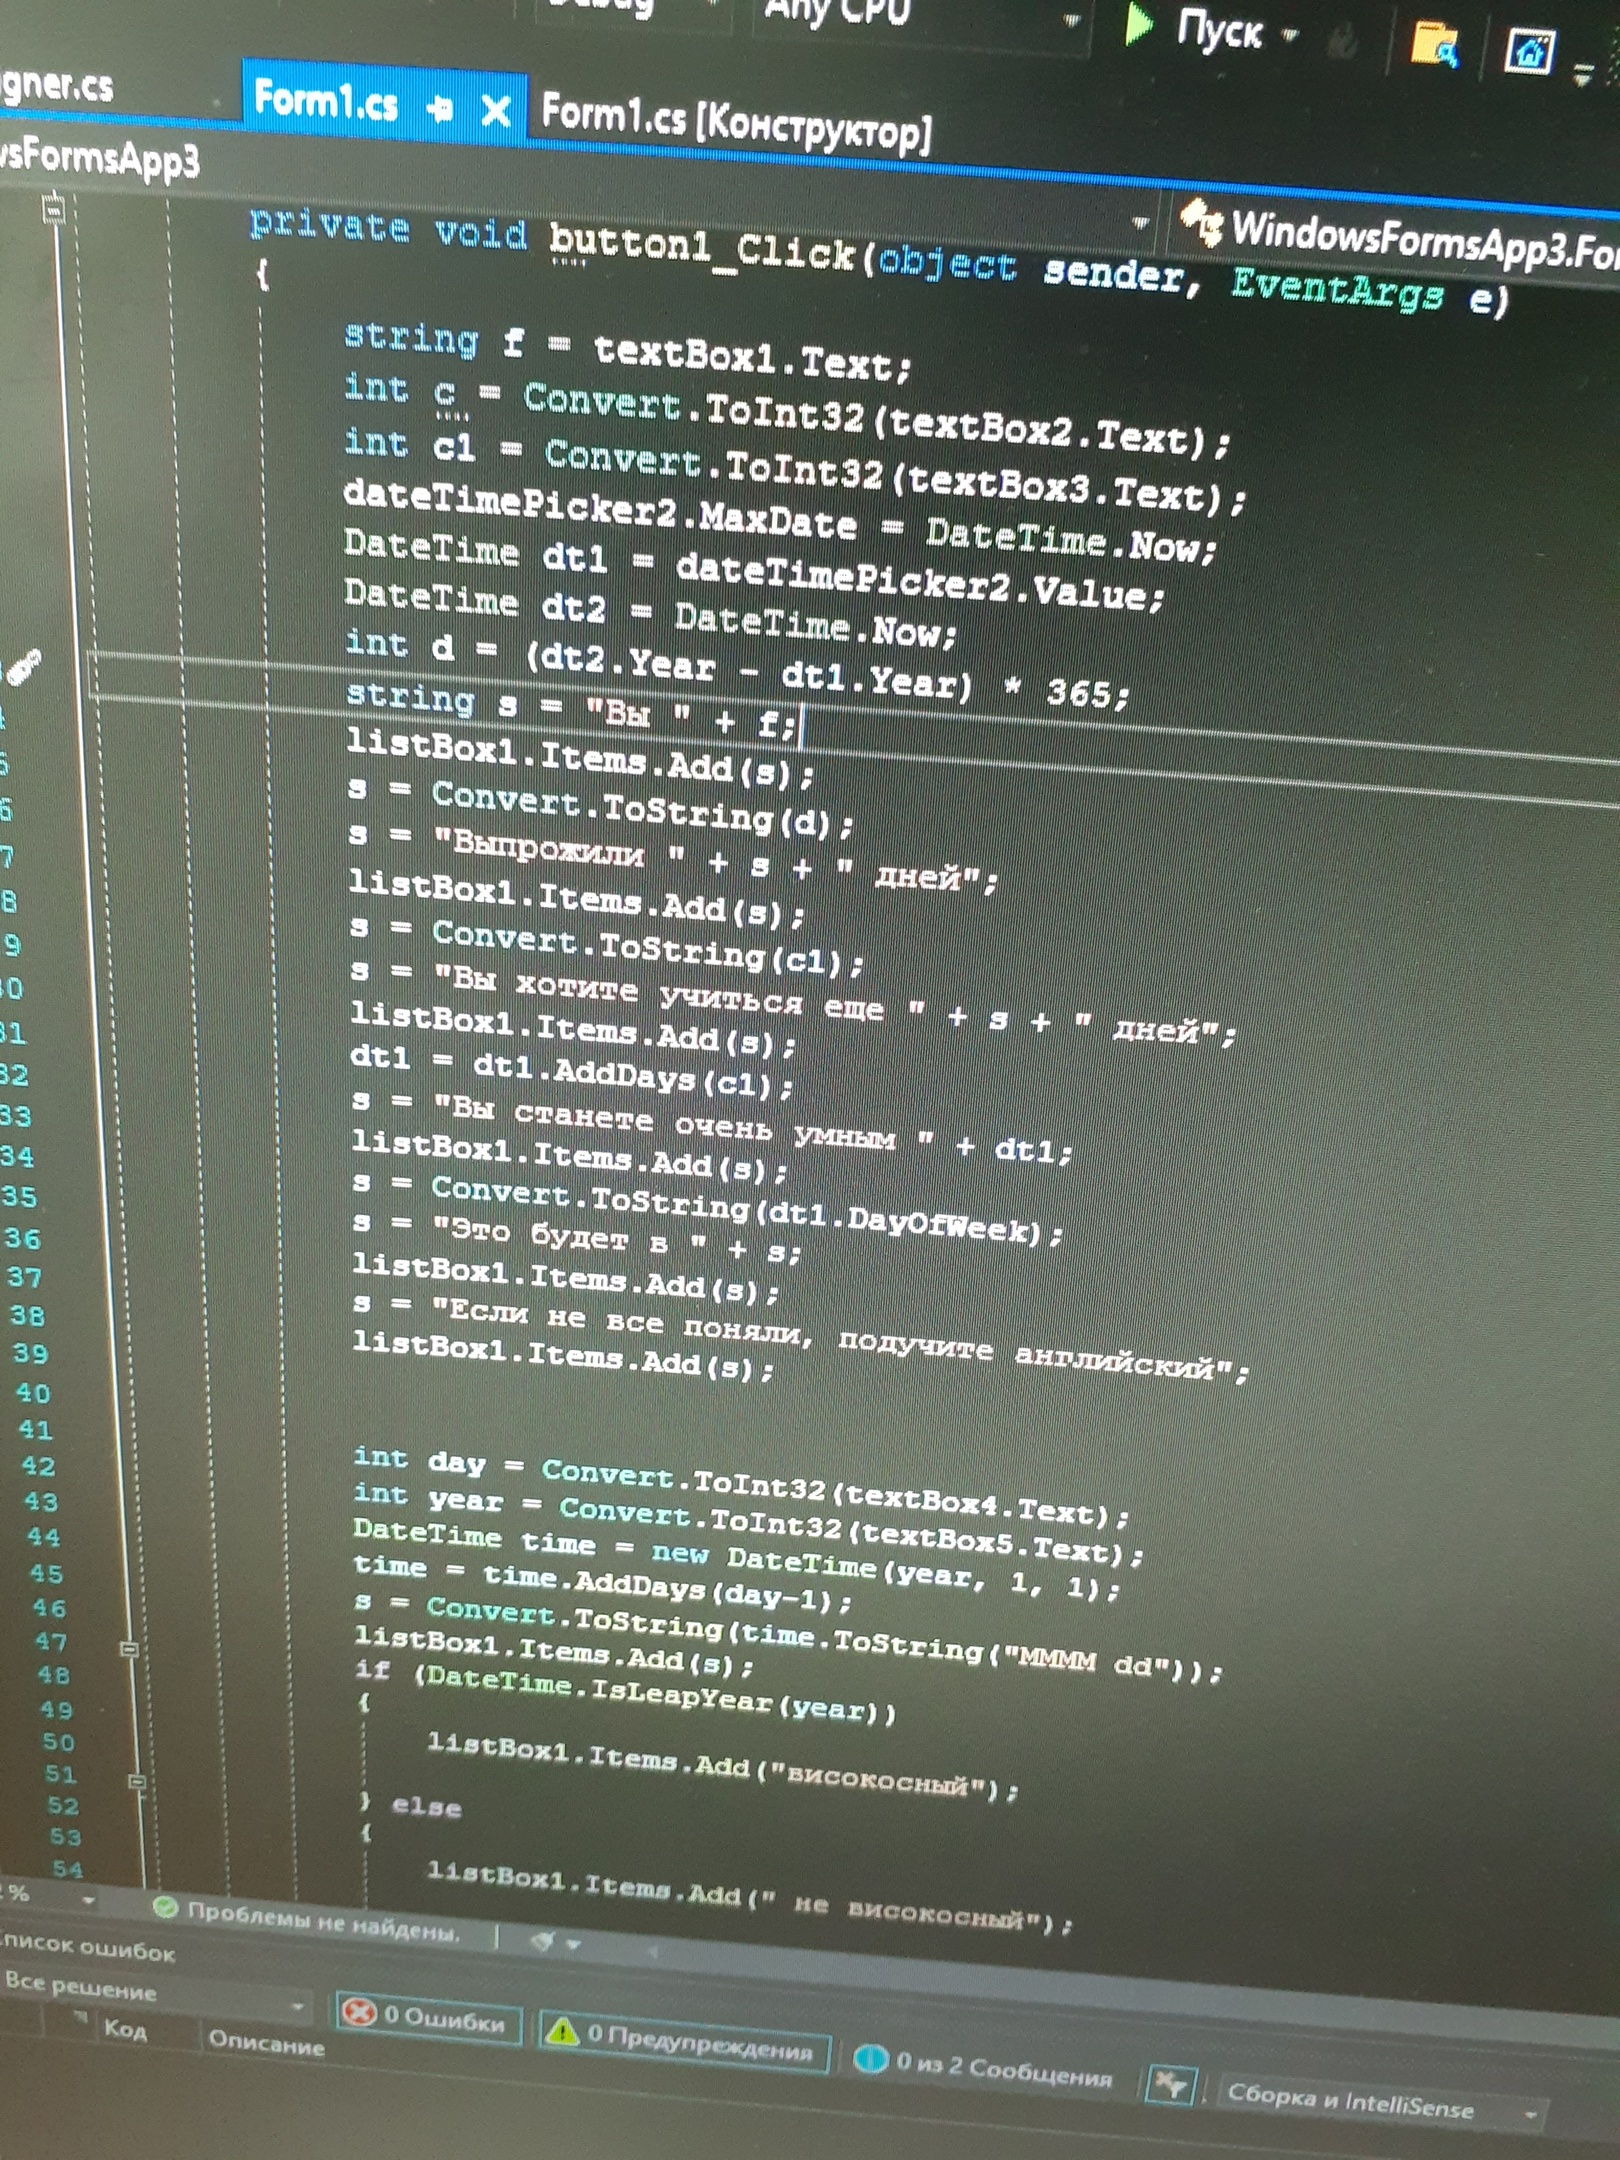 Any CPU
Пуск
gner.cs
Form1.cs
Form1.cs [Конструктор]
wsFormsApp3
WindowsFormsApp3.For
private void button1_Click(object sender, EventArgs e)
{
string f = textBox1.Text;
int c = Convert.ToInt32(textBox2.Text);
int c1 = Convert.ToInt32(textBox3.Text);
dateTimePicker2.MaxDate = DateTime.Now;
DateTime dt1 = dateTimePicker2.Value;
DateTime dt2 = DateTime.Now;
int d = (dt2.Year - dt1.Year) * 365;
string s = "Вы " + f;
listBox1.Items.Add(s);
s = Convert.ToString(d);
s = "Выпрожили " + s + " дней";
listBox1.Items.Add(s);
s = Convert.ToString(c1);
s = "Вы хотите учиться еще " + s + " дней";
listBox1.Items.Add(s);
dt1 = dt1.AddDays(c1);
s = "Вы станете очень умным " + dt1;
listBox1.Items.Add(s);
s = Convert.ToString(dt1.DayOfWeek);
s = "Это будет в " + s;
listBox1.Items.Add(s);
s = "Если не все поняли, подучите английский";
listBox1.Items.Add(s);
int day = Convert.ToInt32(textBox4.Text);
int year = Convert.ToInt32(textBox5.Text);
DateTime time = new DateTime(year, 1, 1);
time = time.AddDays(day-1);
s = Convert.ToString(time.ToString("MMMM dd"));
listBox1.Items.Add(s);
if (DateTime.IsLeapYear(year))
{
listBox1.Items.Add("високосный");
} else
{
listBox1.Items.Add(" не високосный");
31
32
33
34
35
36
37
38
39
40
41
42
43
44
45
46
47
48
49
50
51
52
53
54
%
Проблемы не найдены.
писок ошибок
Все решение
0 Ошибки
0 Предупреждения
0 из 2 Сообщения
Сборка и IntelliSense
Код
Описание